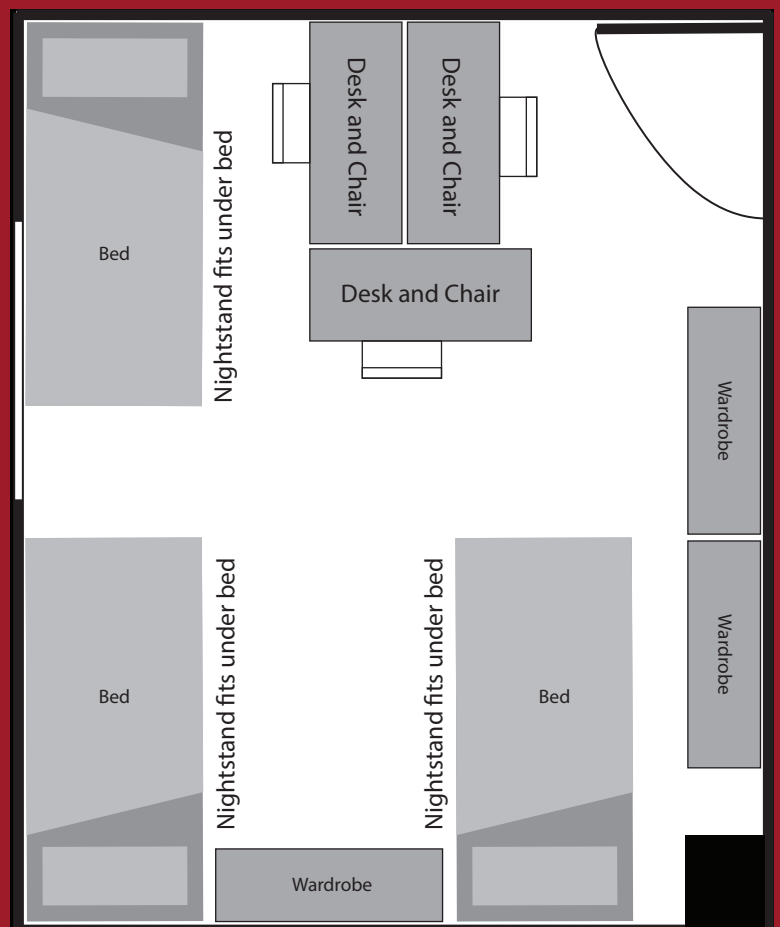 Desk and Chair
Desk and Chair
Nightstand fits under bed
Bed
Desk and Chair
Wardrobe
Nightstand fits under bed
Nightstand fits under bed
Wardrobe
Bed
Bed
Wardrobe